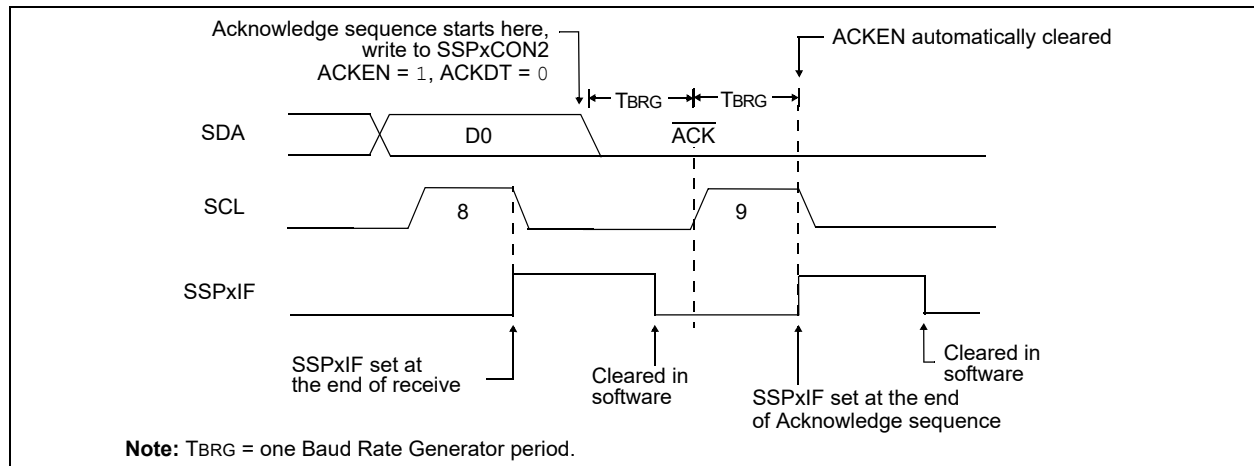 Acknowledge sequence starts here,
write to SSPxCON2
ACKEN = 1, ACKDT = 0
ACKEN automatically cleared
TBRG
TBRG
SDA
D0
ACK
SCL
8
9
SSPxIF
SSPxIF set at
the end of receive
Cleared in
software
SSPxIF set at the end
of Acknowledge sequence
Cleared in
software
Note: TBRG = one Baud Rate Generator period.